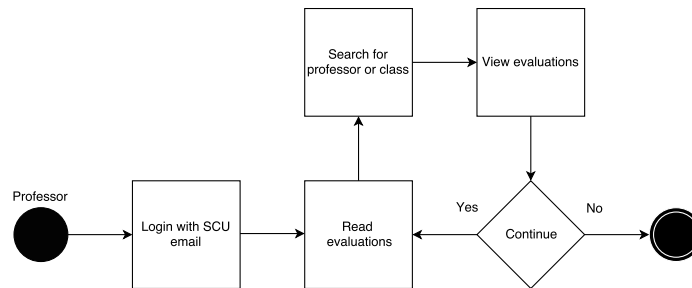 Search for
professor or class
View evaluations
Professor
Login with SCU
email
Read
evaluations
Yes
Continue
No